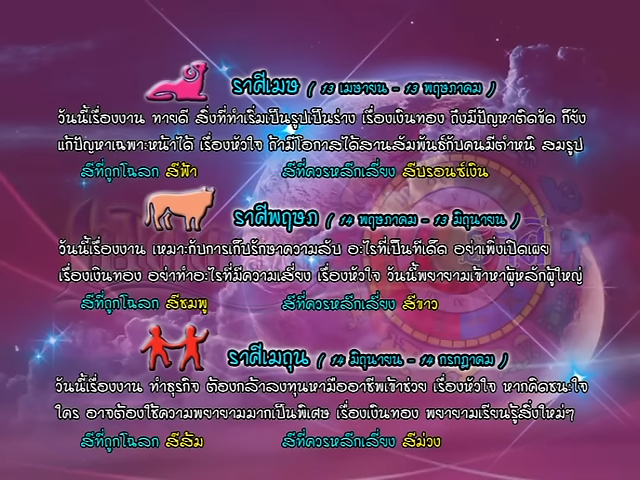 ราศีเมษ ( 13 เมษายน - 13 พฤษภาคม )
วันนี้เรื่องงาน ทายดี สิ่งที่ทำเริ่มเป็นรูปเป็นร่าง เรื่องเงินทอง ถึงมีปัญหาติดขัด ก็ยัง
แก้ปัญหาเฉพาะหน้าได้ เรื่องหัวใจ ถ้ามีโอกาสได้สานสัมพันธ์กับคนมีตำหนิ สมรูป
สีที่ถูกโฉลก สีฟ้า สีที่ควรหลีกเลี่ยง สีบรอนซ์เงิน
ราศีพฤษภ ( 14 พฤษภาคม - 13 มิถุนายน )
วันนี้เรื่องงาน เหมาะกับการเก็บรักษาความลับ อะไรที่เป็นทีเด็ด อย่าเพิ่งเปิดเผย
เรื่องเงินทอง อย่าทำอะไรที่มีความเสี่ยง เรื่องหัวใจ วันนี้พยายามเข้าหาผู้หลักผู้ใหญ่
สีที่ถูกโฉลก สีชมพู สีที่ควรหลีกเลี่ยง สีขาว
ราศีเมถุน ( 14 มิถุนายน - 14 กรกฎาคม )
วันนี้เรื่องงาน ทำธุรกิจ ต้องกล้าลงทุนหามืออาชีพเข้าช่วย เรื่องหัวใจ หากคิดชนะใจ
ใคร อาจต้องใช้ความพยายามมากเป็นพิเศษ เรื่องเงินทอง พยายามเรียนรู้สิ่งใหม่ๆ
สีที่ถูกโฉลก สีส้ม สีที่ควรหลีกเลี่ยง สีม่วง